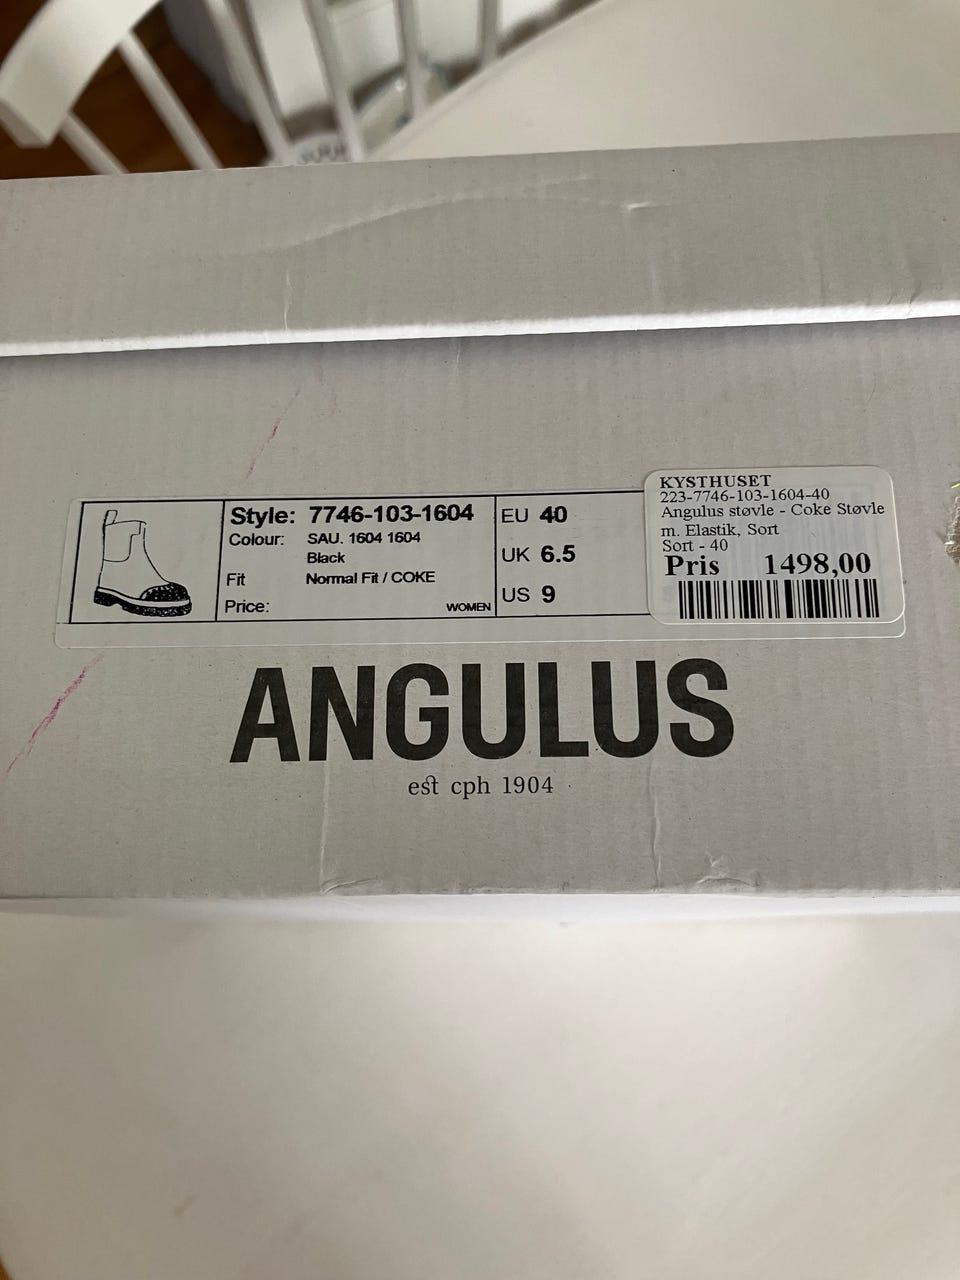 Style: 7746-103-1604
Colour: SAU. 1604 1604
Black
Fit Normal Fit / COKE
Price: WOMEN
EU 40
UK 6.5
US 9
KYSTHUSET
223-7746-103-1604-40
Angulus støvle - Coke Støvle
m. Elastik, Sort
Sort - 40
Pris 1498,00
ANGULUS
est cph 1904